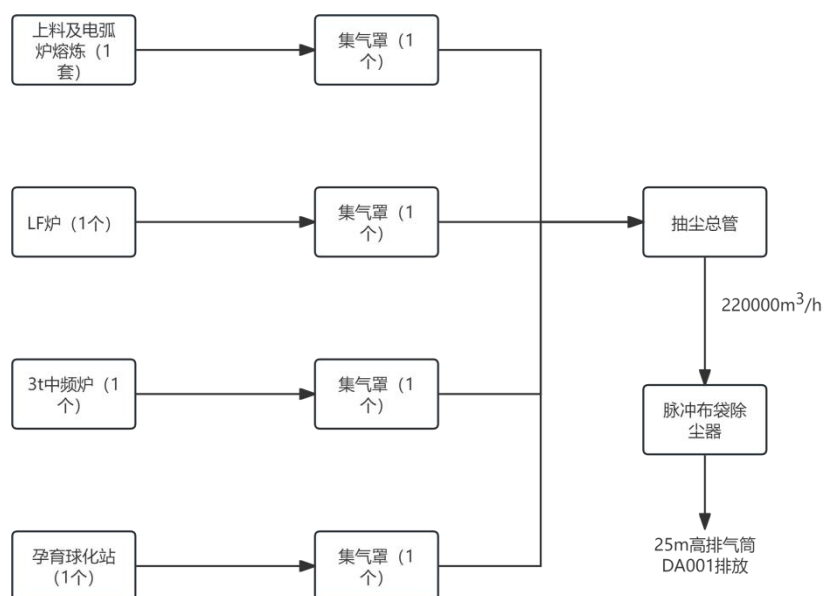 上料及电弧
炉熔炼（1
套）
集气罩（1
个）
LF炉（1个）
集气罩（1
个）
抽尘总管
220000m³/h
3t中频炉（1
个）
集气罩（1
个）
脉冲布袋除
尘器
孕育球化站
（1个）
集气罩（1
个）
25m高排气筒
DA001排放